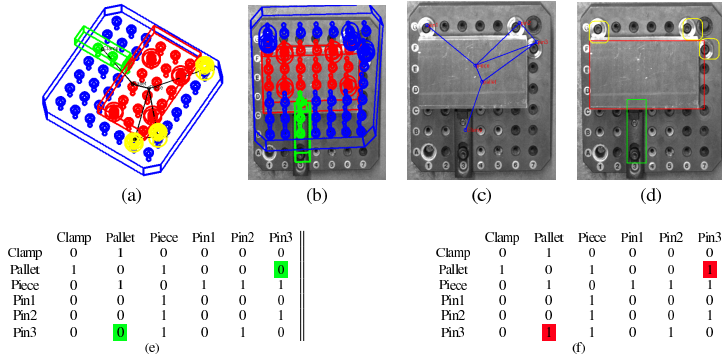 (a) (b) (c) (d)
Clamp Pallet Piece Pin1 Pin2 Pin3
Clamp 0 1 0 0 0 0
Pallet 1 0 1 0 0 0
Piece 0 1 0 1 1 1
Pin1 0 0 1 0 0 0
Pin2 0 0 1 0 0 1
Pin3 0 0 1 0 1 0
(e)
Clamp Pallet Piece Pin1 Pin2 Pin3
Clamp 0 1 0 0 0 0
Pallet 1 0 1 0 0 1
Piece 0 1 0 1 1 1
Pin1 0 0 1 0 0 0
Pin2 0 0 1 0 0 1
Pin3 0 1 1 0 1 0
(f)